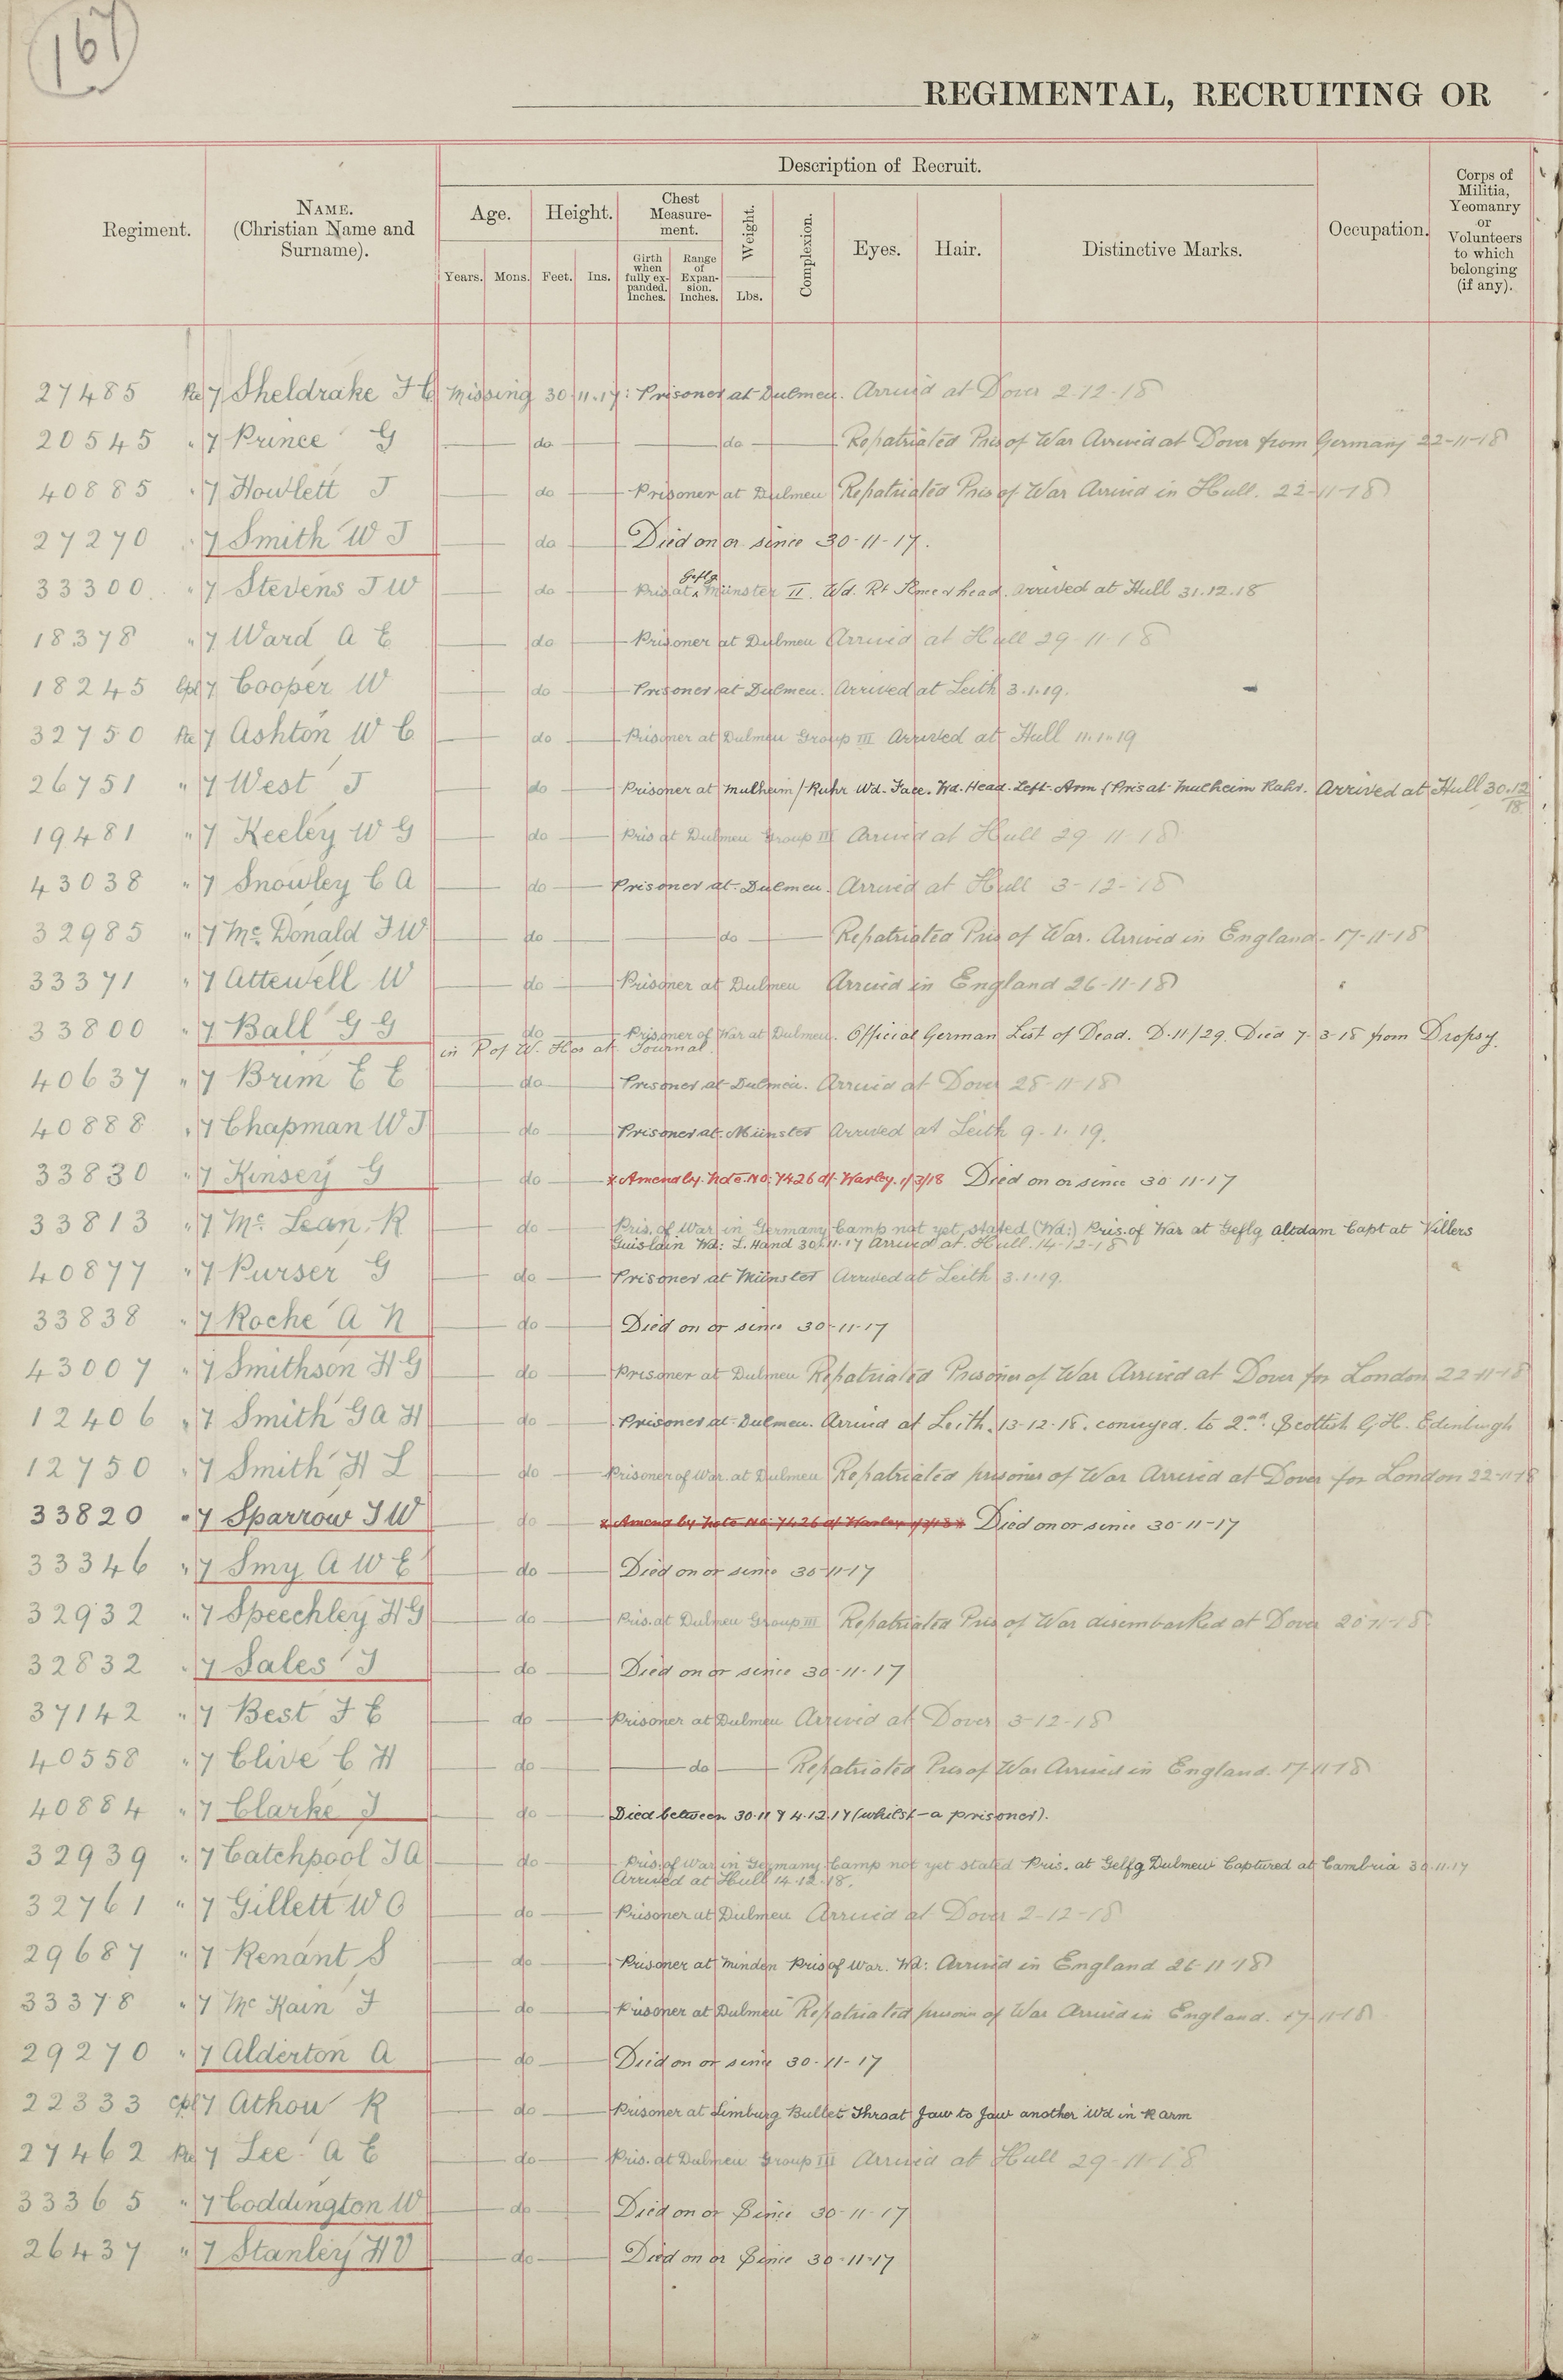 167
REGIMENTAL, RECRUITING OR
Regiment.
NAME.
(Christian Name and
Surname).
Description of Recruit.
Age.
Height.
Chest
Measure-
ment.
Weight.
Complexion.
Eyes.
Hair.
Distinctive Marks.
Occupation.
Corps of
Militia,
Yeomanry
or
Volunteers
to which
belonging
(if any).
Years.
Mons.
Feet.
Ins.
Girth
when
fully ex-
panded.
Inches.
Range
of
Expan-
sion.
Inches.
Lbs.
27485 Pte 7 Sheldrake F C Missing 30.11.17: Prisoner at Dulmen. Arrived at Dover 2-12-18
20545 " 7 Prince G do do Repatriated Pris of War Arrived at Dover from Germany 22-11-18
40885 " 7 Howlett J do Prisoner at Dulmen Repatriated Pris of War Arrived in Hull. 22-11-18
27270 " 7 Smith W J do Died on or since 30-11-17.
33300. " 7 Stevens J W do Pris at Geflg Münster II. Wd. Rt head. arrived at Hull 31.12.18
18378 " 7 Ward A E do Prisoner at Dulmen Arrived at Hull 29-11-18
18245 Cpl 7 Cooper W do Prisoner at Dulmen. Arrived at Leith 3.1.19.
32750 Pte 7 Ashton W C do Prisoner at Dulmen Group III Arrived at Hull 11.1.19
26751 " 7 West J do Prisoner at Mulheim/Ruhr Wd. Face. Wd. Head. Left-Arm (Pris at Mulheim Ruhr. Arrived at Hull 30.12.18.
19481 " 7 Keeley W G do Pris at Dulmen Group III Arrived at Hull 29-11-18
43038 " 7 Snowley C A do Prisoner at Dulmen. Arrived at Hull 3-12-18
32985 " 7 Mc Donald F W do do Repatriated Pris of War. Arrived in England - 17-11-18
33371 " 7 Attewell W do Prisoner at Dulmen Arrived in England 26-11-18
33800 " 7 Ball G G do Prisoner of War at Dulmen. Official German List of Dead. D.11/29. Died 7-3-18 from Dropsy.
in P of W. Hos at Tournai.
40637 " 7 Brim E E do Prisoner at Dulmen. Arrived at Dover 28-11-18
40888 " 7 Chapman W J do Prisoner at Münster Arrived at Leith 9.1.19.
33830 " 7 Kinsey G do x Amend by Note No: 7426 d/ Warley. 1/3/18 Died on or since 30 11-17
33813 " 7 Mc Lean. R do Pris. of War in Germany Camp not yet stated (Wd:) Pris. of War at Geflg Altdam Capt at Villers
Guislain Wd: L. Hand 30.11.17 Arrived at Hull. 14-12-18
40877 " 7 Purser G do Prisoner at Münster Arrived at Leith 3.1.19.
33838 " 7 Roche A N do Died on or since 30-11-17
43007 " 7 Smithson H G do Prisoner at Dulmen Repatriated Prisoner of War Arrived at Dover for London 22-11-18
12406 " 7 Smith G A H do Prisoner at Dulmen. Arrived at Leith. 13-12-18. conveyed. to 2nd. Scottish G.H. Edinburgh
12750 " 7 Smith H L do Prisoner of War. at Dulmen Repatriated prisoner of War Arrived at Dover for London 22-11-18
33820 " 7 Sparrow J W do x Amend by Note No: 7426 d/ Warley 1/3/18 x Died on or since 30-11-17
33346 " 7 Smy A W E do Died on or since 30-11-17
32932 " 7 Speechley H G do Pris. at Dulmen Group III Repatriated Pris of War disembarked at Dover 20-11-18
32832 " 7 Sales J do Died on or since 30-11-17
37142 " 7 Best F E do Prisoner at Dulmen Arrived at Dover 3-12-18
40558 " 7 Clive C H do do Repatriated Pris of War Arrived in England. 17-11-18
40884 " 7 Clarke J do Died between 30.11 & 4.12.17 (whilst - a prisoner).
32939 " 7 Catchpool J A do Pris. of War in Germany Camp not yet stated Pris. at Gelfg Dulmen Captured at Cambria 30.11.17
Arrived at Hull 14.12.18.
32761 " 7 Gillett W O do Prisoner at Dulmen Arrived at Dover 2-12-18
29687 " 7 Renant S do Prisoner at Minden Pris of War. Wd: Arrived in England 26-11-18
33378 " 7 Mc Kain F do Prisoner at Dulmen Repatriated prisoner of War Arrived in England. 17-11-18
29270 " 7 Alderton A do Died on or since 30-11-17
22333 Cpl 7 Athow R do Prisoner at Limburg Bullet Throat Jaw to Jaw another Wd in R arm
27462 Pte 7 Lee A E do Pris. at Dulmen Group III Arrived at Hull 29-11-18
33365 " 7 Coddington W do Died on or Since 30-11-17
26437 " 7 Stanley H V do Died on or Since 30-11-17